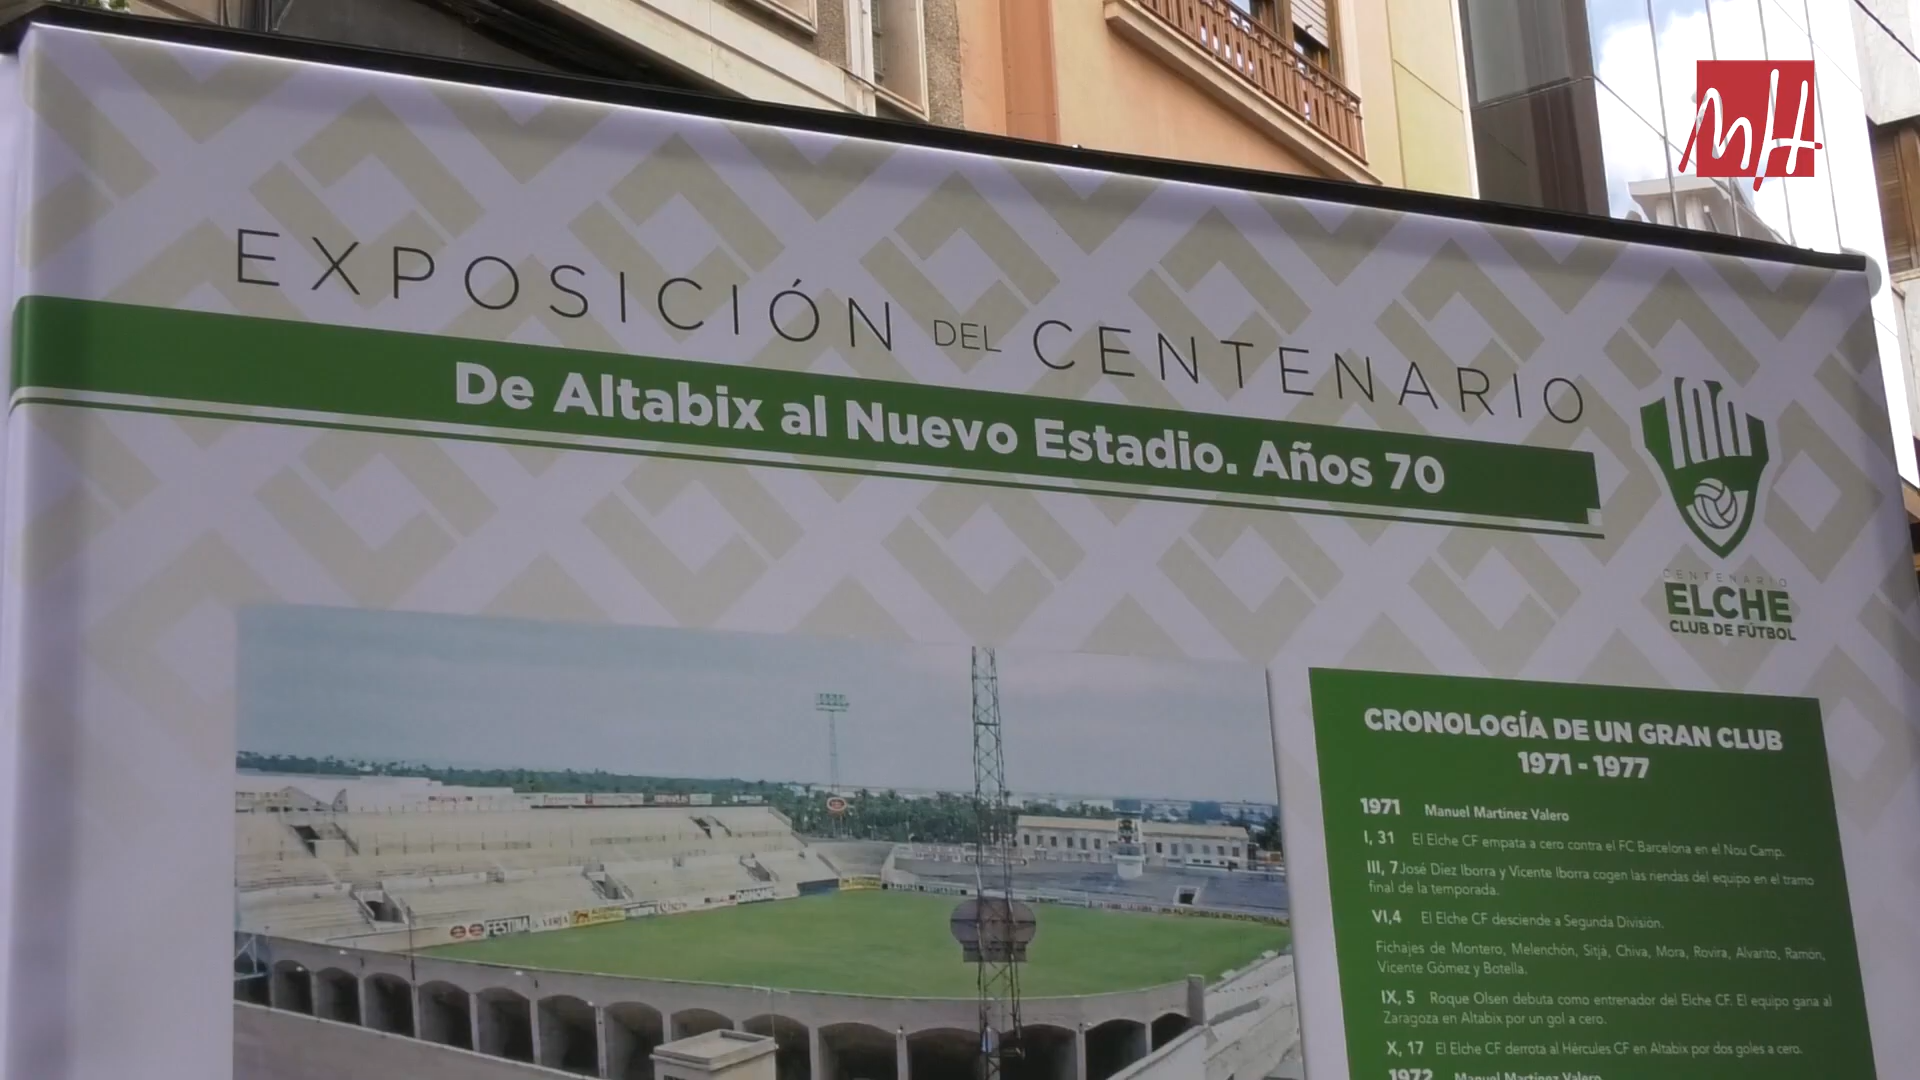 MH
EXPOSICIÓN DEL CENTENARIO
De Altabix al Nuevo Estadio. Años 70
100
CENTENARIO
ELCHE
CLUB DE FÚTBOL
FESTINA
CRONOLOGÍA DE UN GRAN CLUB
1971 - 1977
1971 Manuel Martínez Valero
I, 31 El Elche CF empata a cero contra el FC Barcelona en el Nou Camp.
III, 7 José Díez Iborra y Vicente Iborra cogen las riendas del equipo en el tramo
final de la temporada.
VI,4 El Elche CF desciende a Segunda División.
Fichajes de Montero, Melenchón, Sitjá, Chiva, Mora, Rovira, Alvarito, Ramón,
Vicente Gómez y Botella.
IX, 5 Roque Olsen debuta como entrenador del Elche CF. El equipo gana al
Zaragoza en Altabix por un gol a cero.
X, 17 El Elche CF derrota al Hércules CF en Altabix por dos goles a cero.
1972 Manuel Martínez Valero